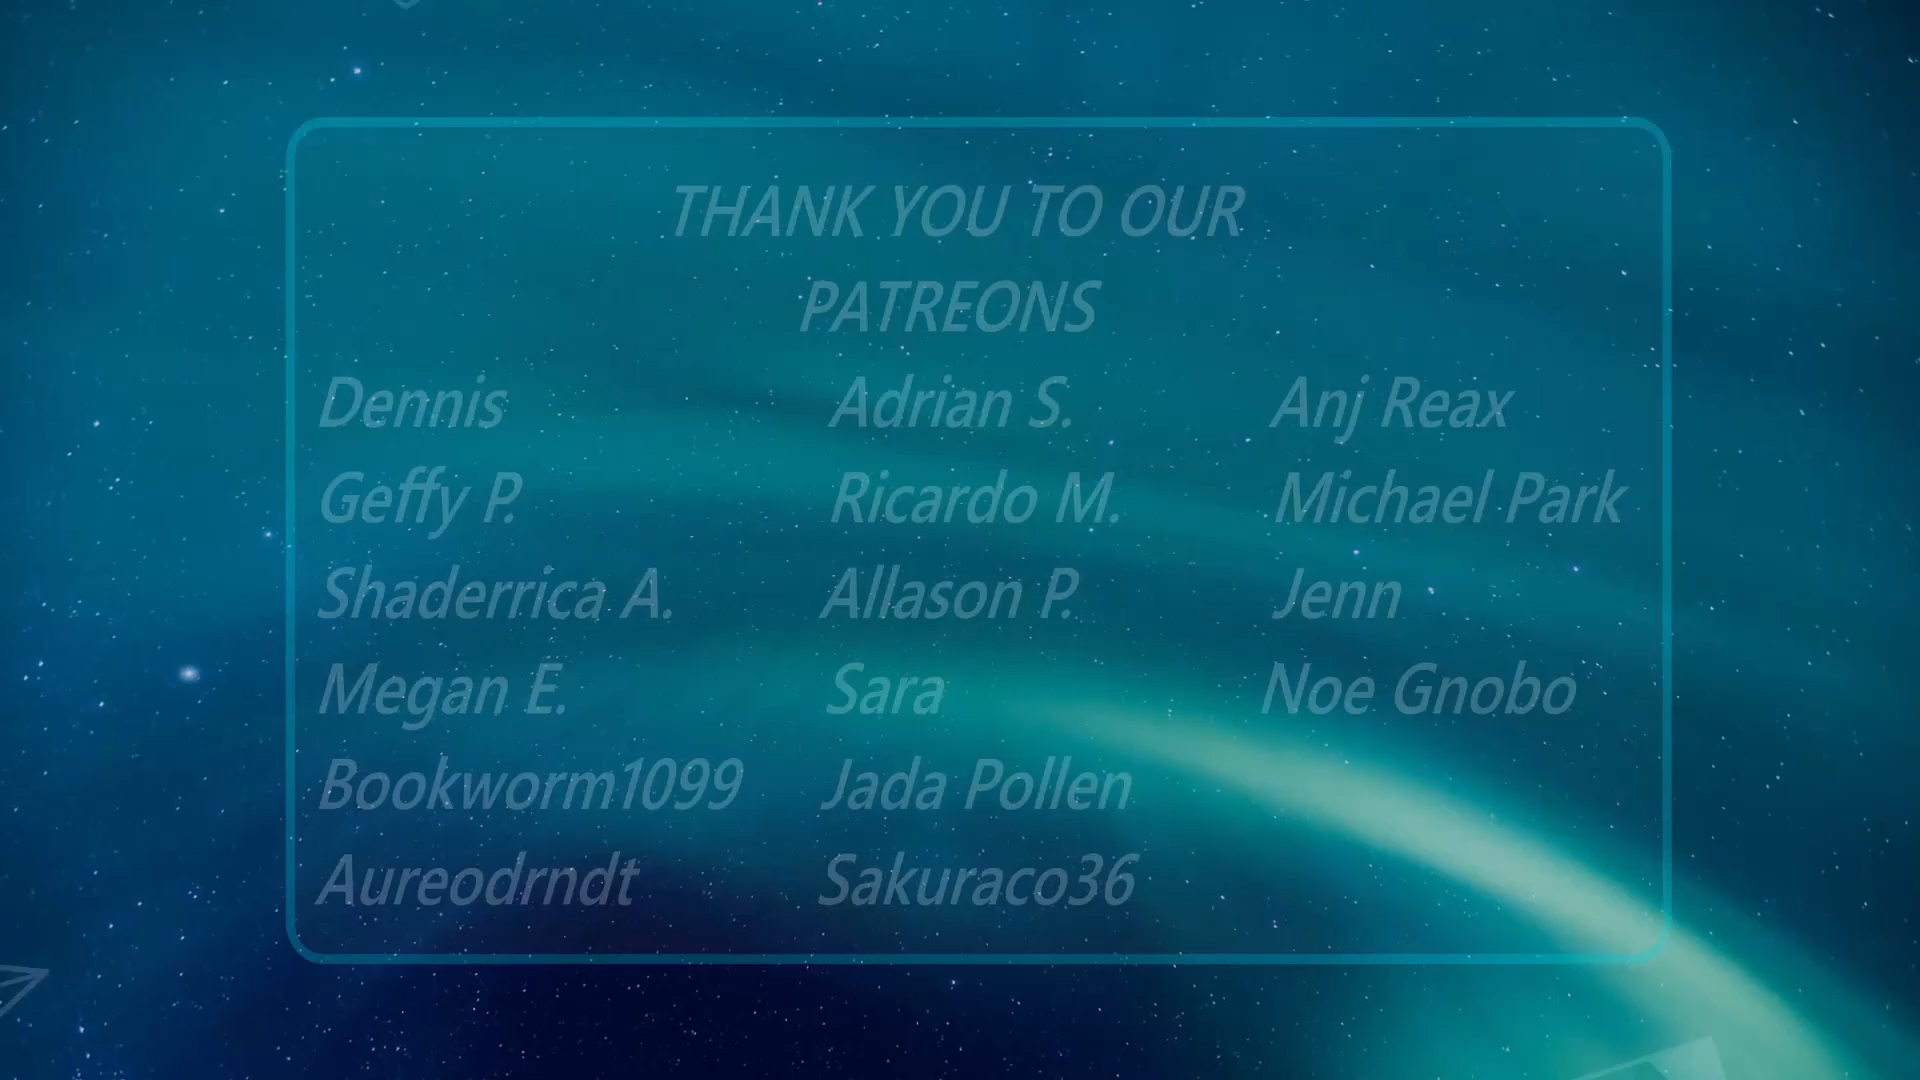 THANK YOU TO OUR
PATREONS
Dennis Adrian S. Anj Reax
Geffy P. Ricardo M. Michael Park
Shaderrica A. Allason P. Jenn
Megan E. Sara Noe Gnobo
Bookworm1099 Jada Pollen
Aureodrndt Sakuraco36